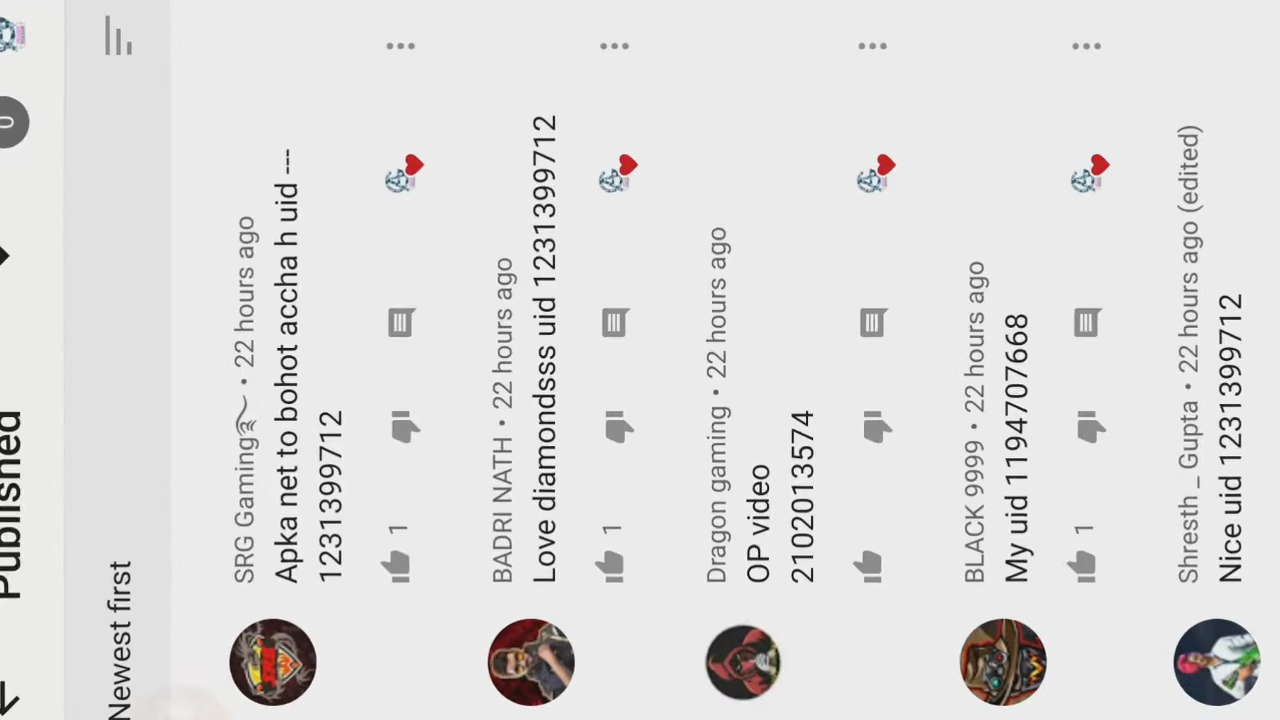 Published
0
Newest first
SRG Gaming • 22 hours ago
Apka net to bohot accha h uid ---
1231399712
1
BADRI NATH • 22 hours ago
Love diamondsss uid 1231399712
1
Dragon gaming • 22 hours ago
OP video
2102013574
BLACK 9999 • 22 hours ago
My uid 1194707668
1
Shresth _ Gupta • 22 hours ago (edited)
Nice uid 1231399712